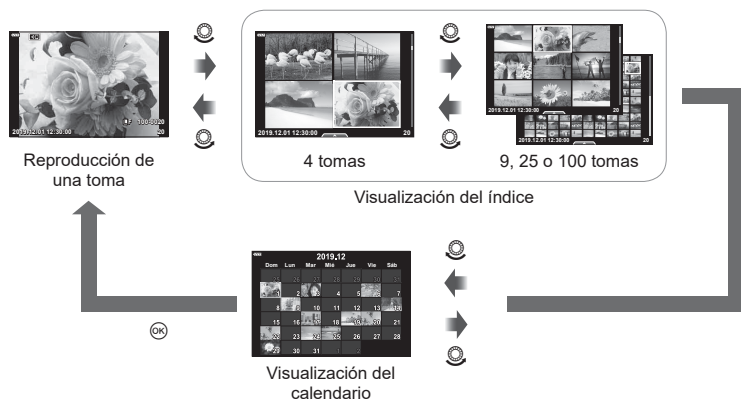 2019.12.01 12:30:00
100-0020
20
2019.12.01 12:30:00
20
20
2019.12.01 12:30:00
20
Reproducción de
una toma
4 tomas
9, 25 o 100 tomas
Visualización del índice
2019.12
Dom Lun Mar Mié Jue Vie Sáb
1 2 3 4 5 6 7
8 9 10 11 12 13 14
15 16 17 18 19 20 21
22 23 24 25 26 27 28
29 30 31
OK
Visualización del
calendario